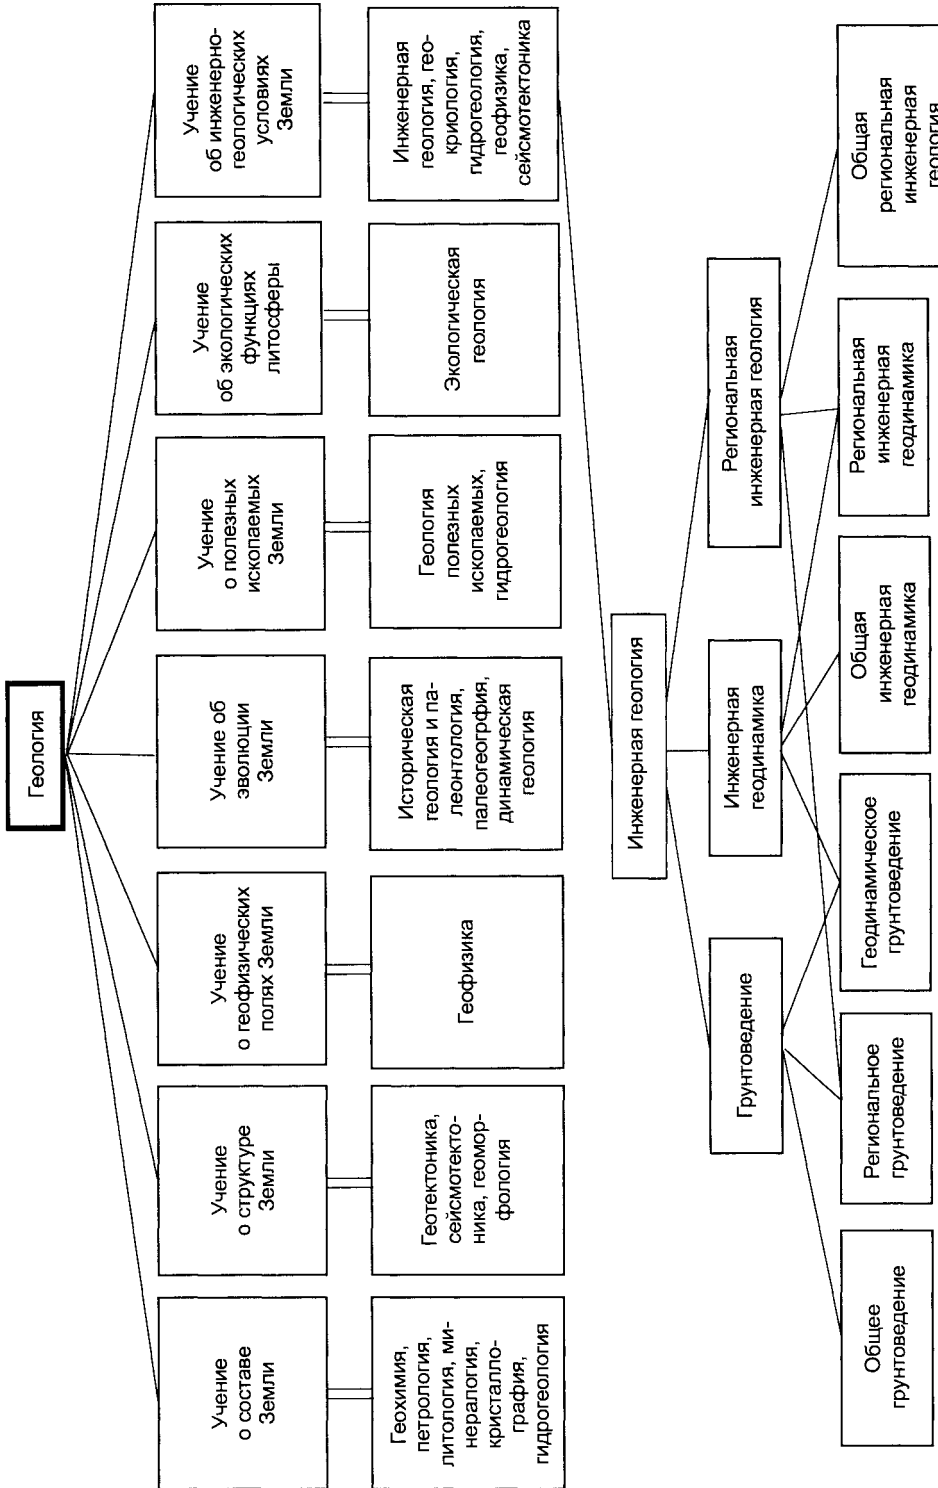 Геология
Учение
о составе
Земли
Учение
о структуре
Земли
Учение
о геофизических
полях Земли
Учение об
эволюции
Земли
Учение
о полезных
ископаемых
Земли
Учение
об экологических
функциях
литосферы
Учение
об инженерно-
геологических
условиях
Земли
Геохимия,
петрология,
литология, ми-
нералогия,
кристалло-
графия,
гидрогеология
Геотектоника,
сейсмотекто-
ника, геомор-
фология
Геофизика
Историческая
геология и па-
леонтология,
палеогеогрфия,
динамическая
геология
Геология
полезных
ископаемых,
гидрогеология
Экологическая
геология
Инженерная
геология, гео-
криология,
гидрогеология,
геофизика,
сейсмотектоника
Инженерная геология
Грунтоведение
Инженерная
геодинамика
Региональная
инженерная геология
Общее
грунтоведение
Региональное
грунтоведение
Геодинамическое
грунтоведение
Общая
инженерная
геодинамика
Региональная
инженерная
геодинамика
Общая
региональная
инженерная
геология